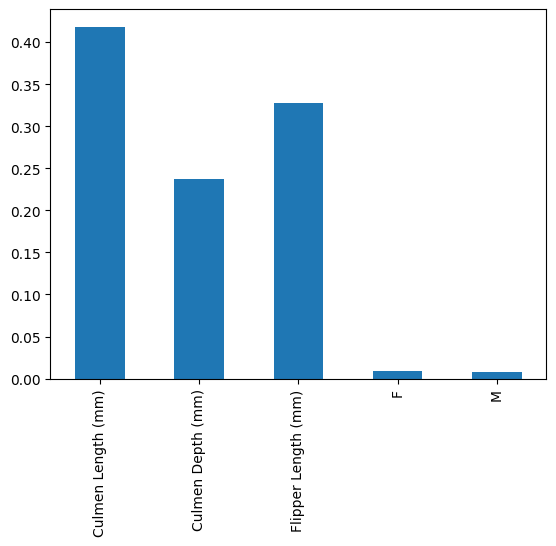 0.40
0.35
0.30
0.25
0.20
0.15
0.10
0.05
0.00
Culmen Length (mm)
Culmen Depth (mm)
Flipper Length (mm)
F
M